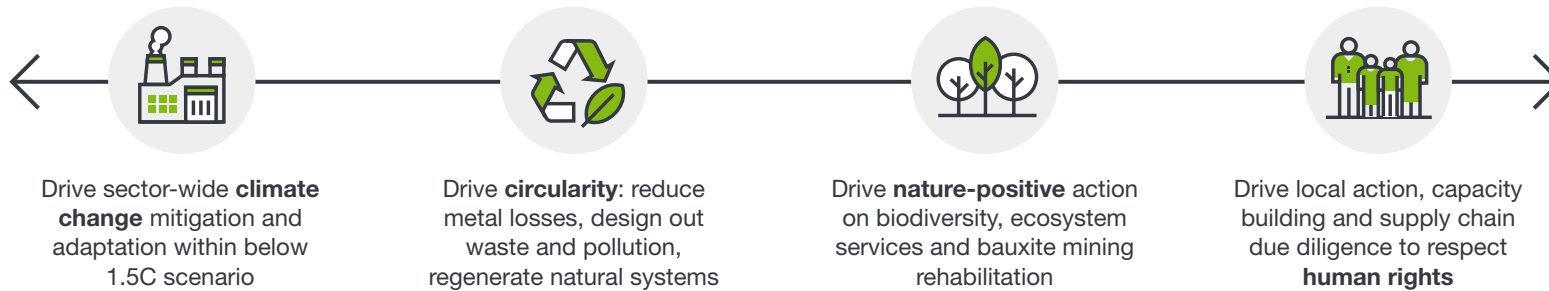 Drive sector-wide climate
change mitigation and
adaptation within below
1.5C scenario
Drive circularity: reduce
metal losses, design out
waste and pollution,
regenerate natural systems
Drive nature-positive action
on biodiversity, ecosystem
services and bauxite mining
rehabilitation
Drive local action, capacity
building and supply chain
due diligence to respect
human rights